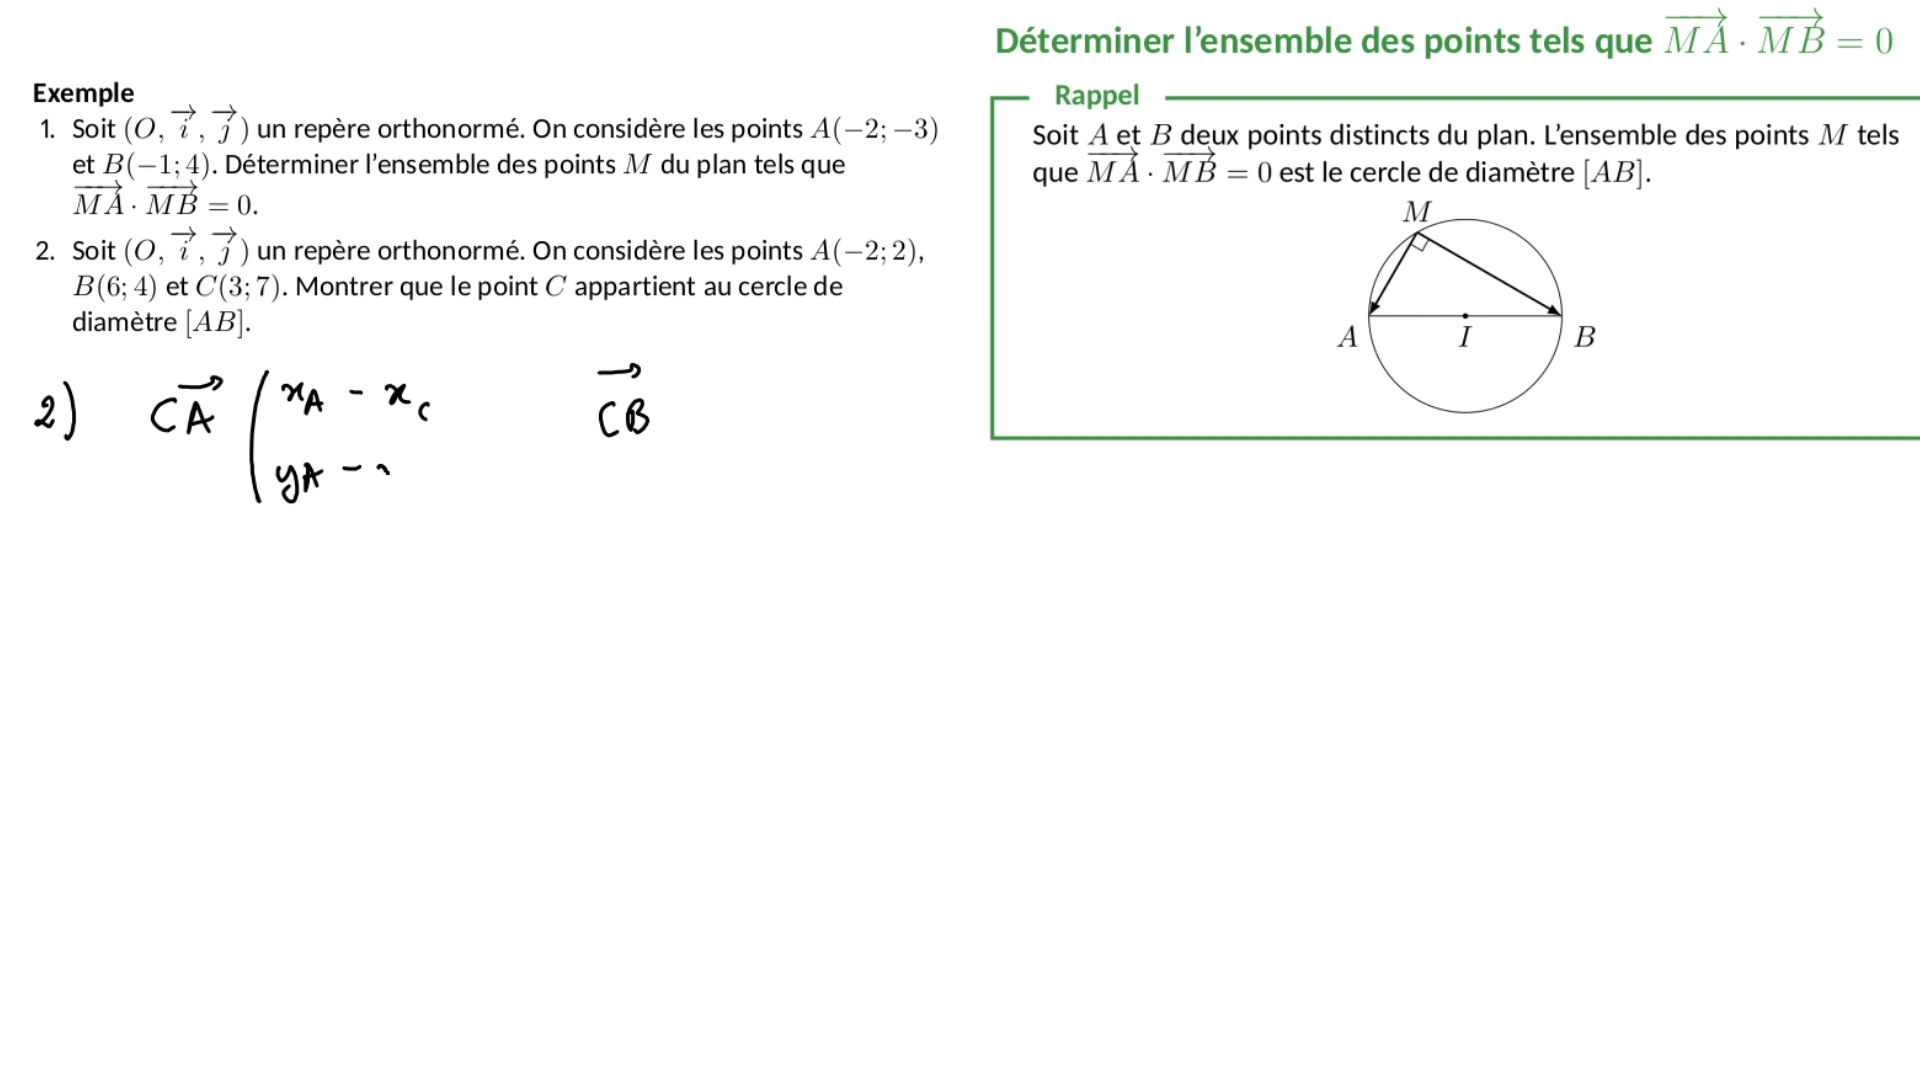 Déterminer l'ensemble des points tels que $\overrightarrow{MA} \cdot \overrightarrow{MB} = 0$
Exemple
1. Soit $(O, \overrightarrow{i}, \overrightarrow{j})$ un repère orthonormé. On considère les points $A(-2; -3)$
et $B(-1; 4)$. Déterminer l'ensemble des points $M$ du plan tels que
$\overrightarrow{MA} \cdot \overrightarrow{MB} = 0$.
2. Soit $(O, \overrightarrow{i}, \overrightarrow{j})$ un repère orthonormé. On considère les points $A(-2; 2)$,
$B(6; 4)$ et $C(3; 7)$. Montrer que le point $C$ appartient au cercle de
diamètre $[AB]$.
2) $\overrightarrow{CA}$ ( $x_A - x_C$ $\overrightarrow{CB}$
$y_A -$
Rappel
Soit $A$ et $B$ deux points distincts du plan. L'ensemble des points $M$ tels
que $\overrightarrow{MA} \cdot \overrightarrow{MB} = 0$ est le cercle de diamètre $[AB]$.
M
A I B